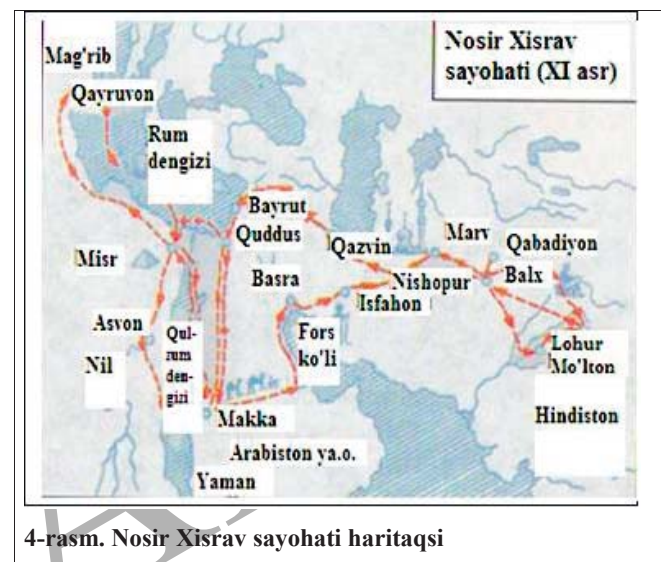 Nosir Xisrav
sayohati (XI asr)
Mag'rib
Qayruvon
Rum
dengizi
Bayrut
Quddus
Qazvin
Marv
Qabadiyon
Misr
Basra
Nishopur
Balx
Isfahon
Asvon
Qul-
rum
den-
gizi
Fors
ko'li
Lohur
Mo'lton
Nil
Makka
Hindiston
Arabiston ya.o.
Yaman
4-rasm. Nosir Xisrav sayohati haritaqsi